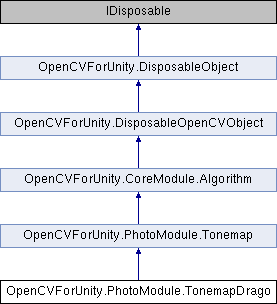 IDisposable
OpenCVForUnity.DisposableObject
OpenCVForUnity.DisposableOpenCVObject
OpenCVForUnity.CoreModule.Algorithm
OpenCVForUnity.PhotoModule.Tonemap
OpenCVForUnity.PhotoModule.TonemapDrago